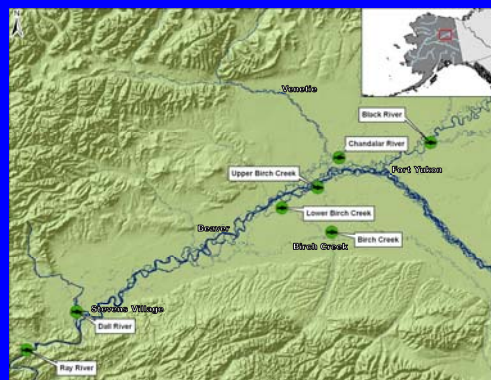 N
Venetie
Black River
Chandalar River
Fort Yukon
Upper Birch Creek
Lower Birch Creek
Beaver
Birch Creek
Birch Creek
Stevens Village
Dall River
Ray River